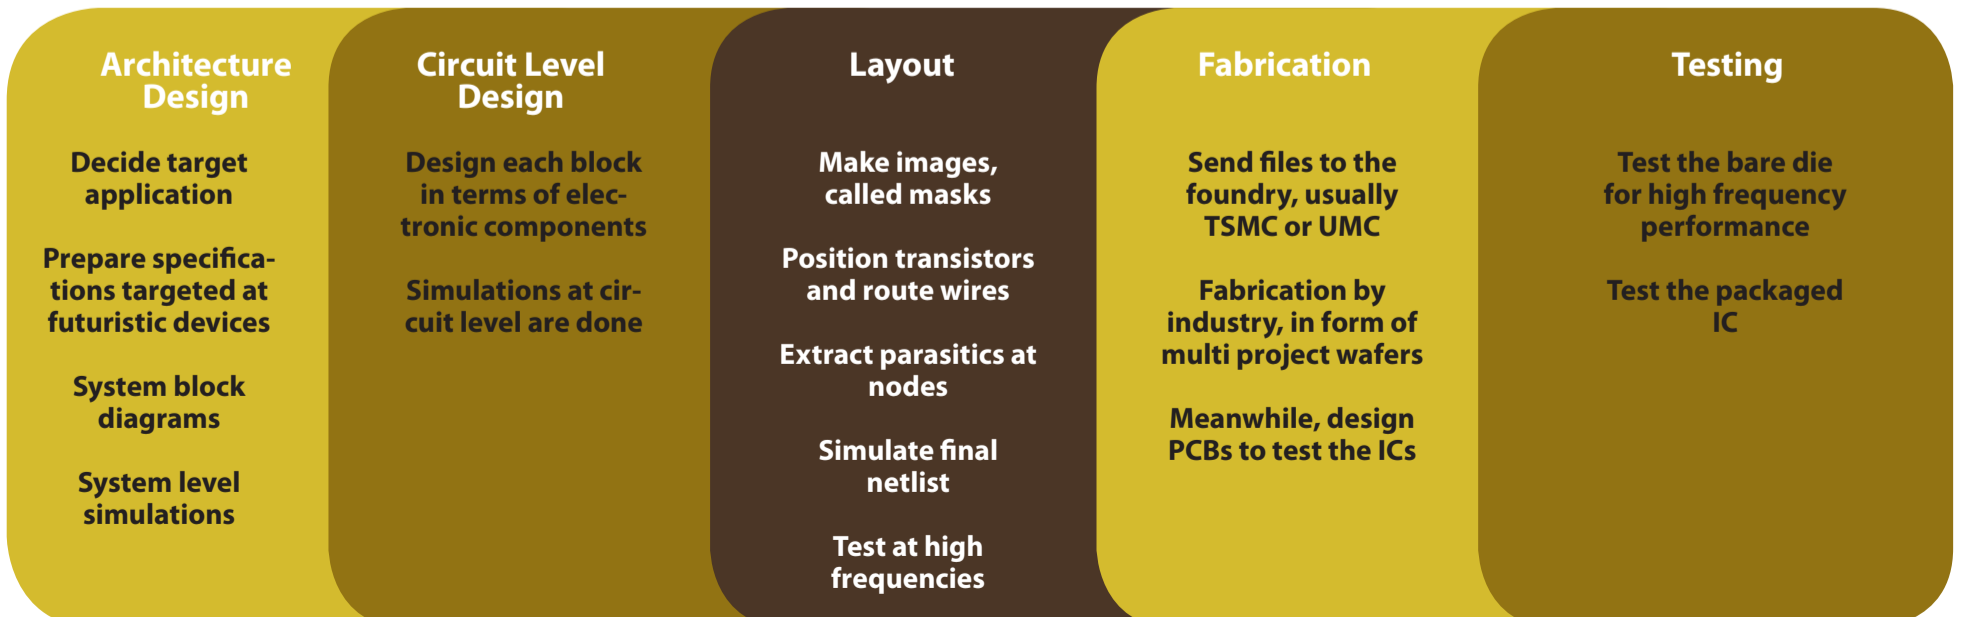 Architecture
Design
Decide target
application
Prepare specifica-
tions targeted at
futuristic devices
System block
diagrams
System level
simulations
Circuit Level
Design
Design each block
in terms of elec-
tronic components
Simulations at cir-
cuit level are done
Layout
Make images,
called masks
Position transistors
and route wires
Extract parasitics at
nodes
Simulate final
netlist
Test at high
frequencies
Fabrication
Send files to the
foundry, usually
TSMC or UMC
Fabrication by
industry, in form of
multi project wafers
Meanwhile, design
PCBs to test the ICs
Testing
Test the bare die
for high frequency
performance
Test the packaged
IC